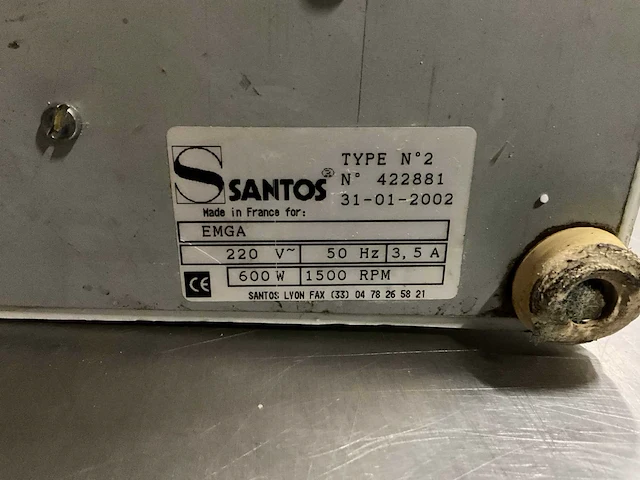 TYPE N°2
S SANTOS ® N° 422881
31-01-2002
Made in France for:
EMGA
220 V~ 50 Hz 3,5 A
CE 600 W 1500 RPM
SANTOS LYON FAX (33) 04 78 26 58 21